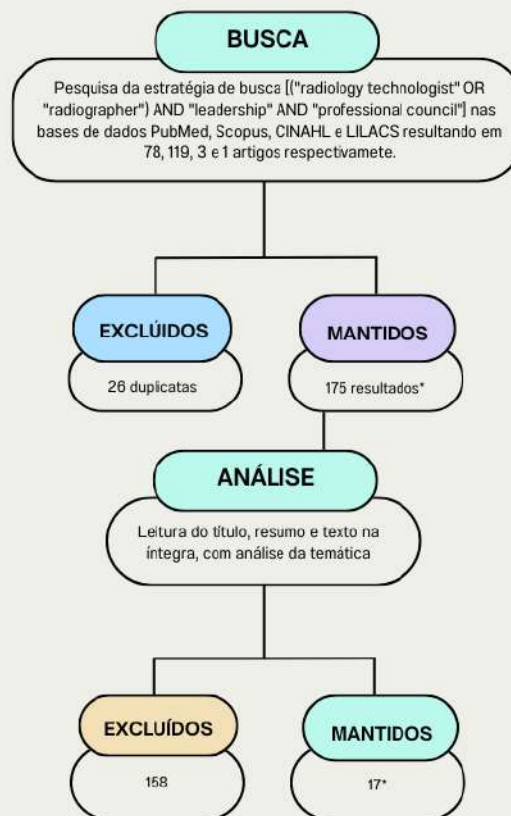 BUSCA
Pesquisa da estratégia de busca [("radiology technologist" OR
"radiographer") AND "leadership" AND "professional council"] nas
bases de dados PubMed, Scopus, CINAHL e LILACS resultando em
78, 119, 3 e 1 artigos respectivamete.
EXCLÚIDOS
MANTIDOS
26 duplicatas
175 resultados*
ANÁLISE
Leitura do título, resumo e texto na
íntegra, com análise da temática
EXCLUÍDOS
MANTIDOS
158
17*